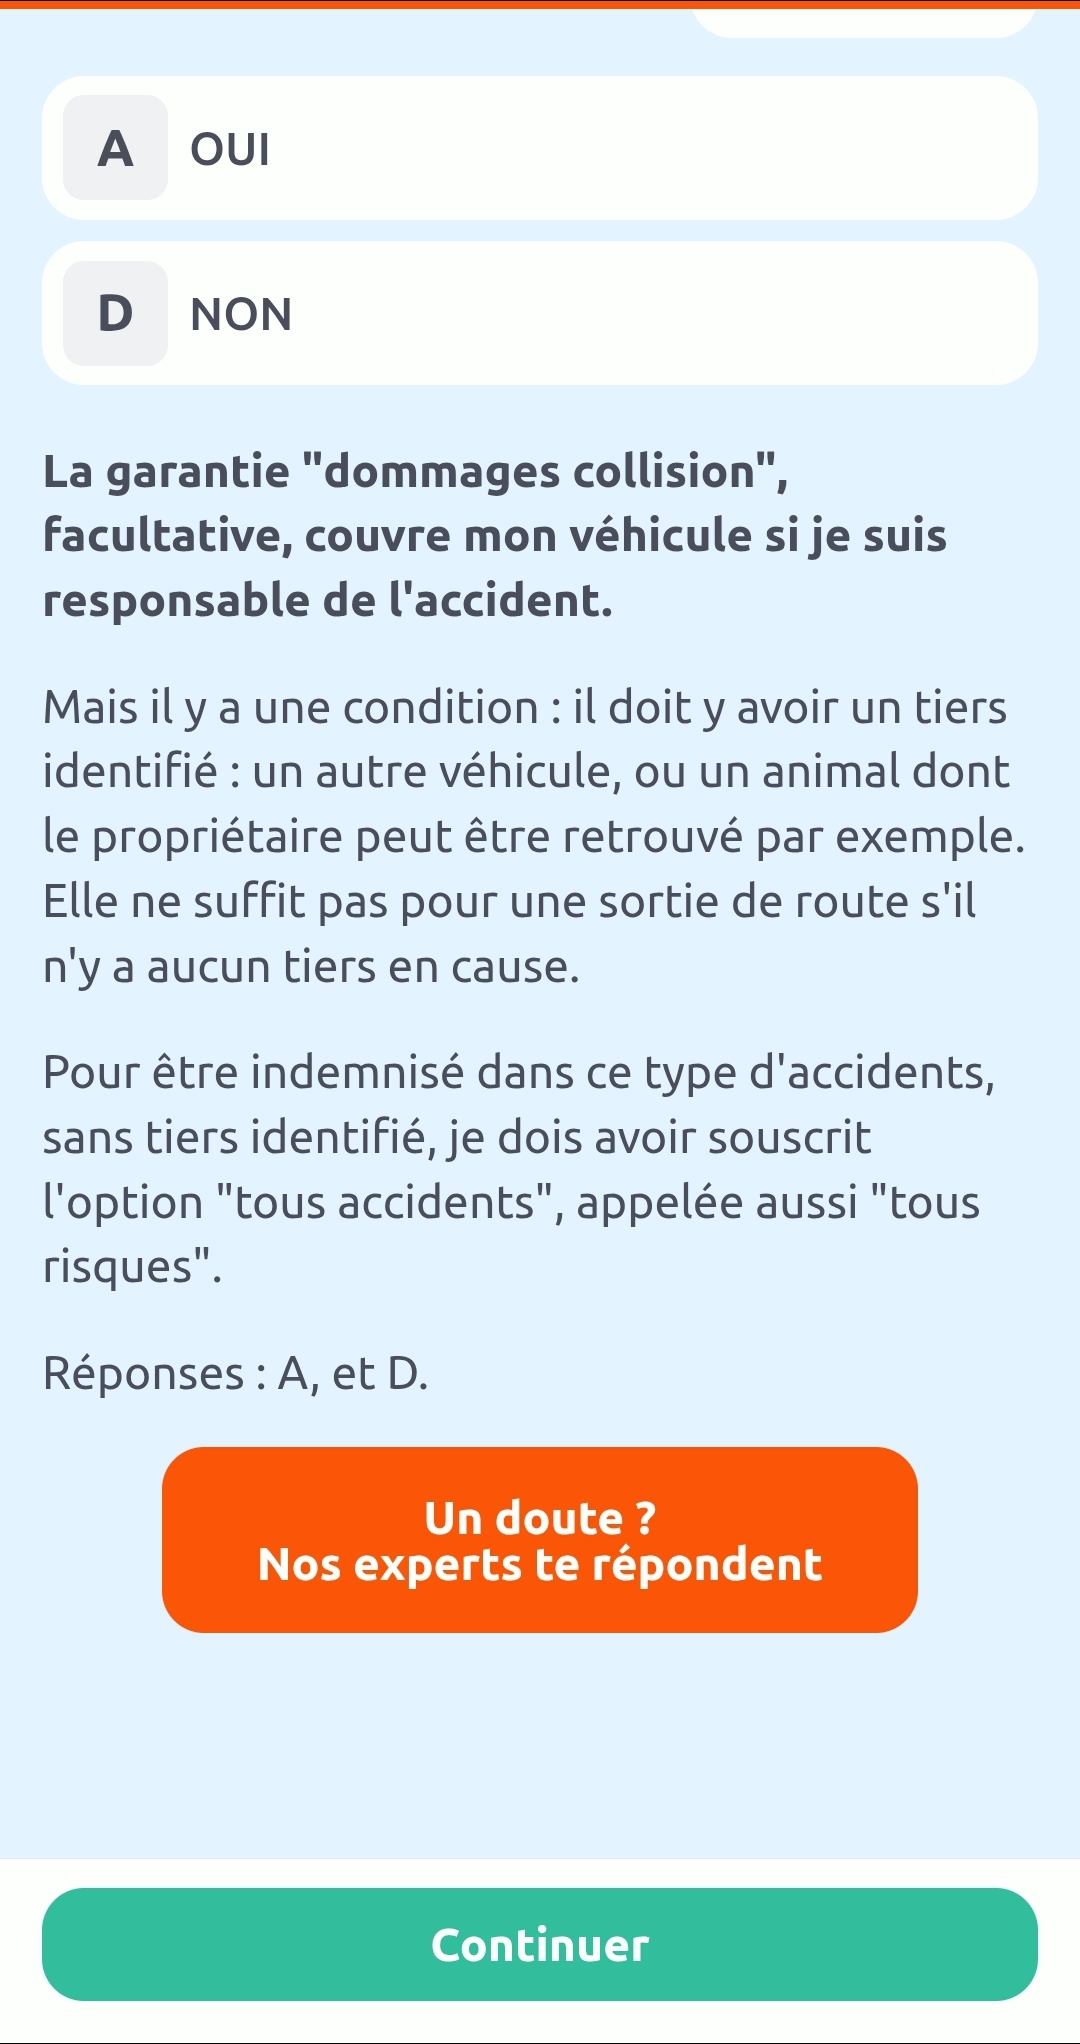 A OUI
D NON
La garantie "dommages collision",
facultative, couvre mon véhicule si je suis
responsable de l'accident.
Mais il y a une condition : il doit y avoir un tiers
identifié : un autre véhicule, ou un animal dont
le propriétaire peut être retrouvé par exemple.
Elle ne suffit pas pour une sortie de route s'il
n'y a aucun tiers en cause.
Pour être indemnisé dans ce type d'accidents,
sans tiers identifié, je dois avoir souscrit
l'option "tous accidents", appelée aussi "tous
risques".
Réponses : A, et D.
Un doute ?
Nos experts te répondent
Continuer